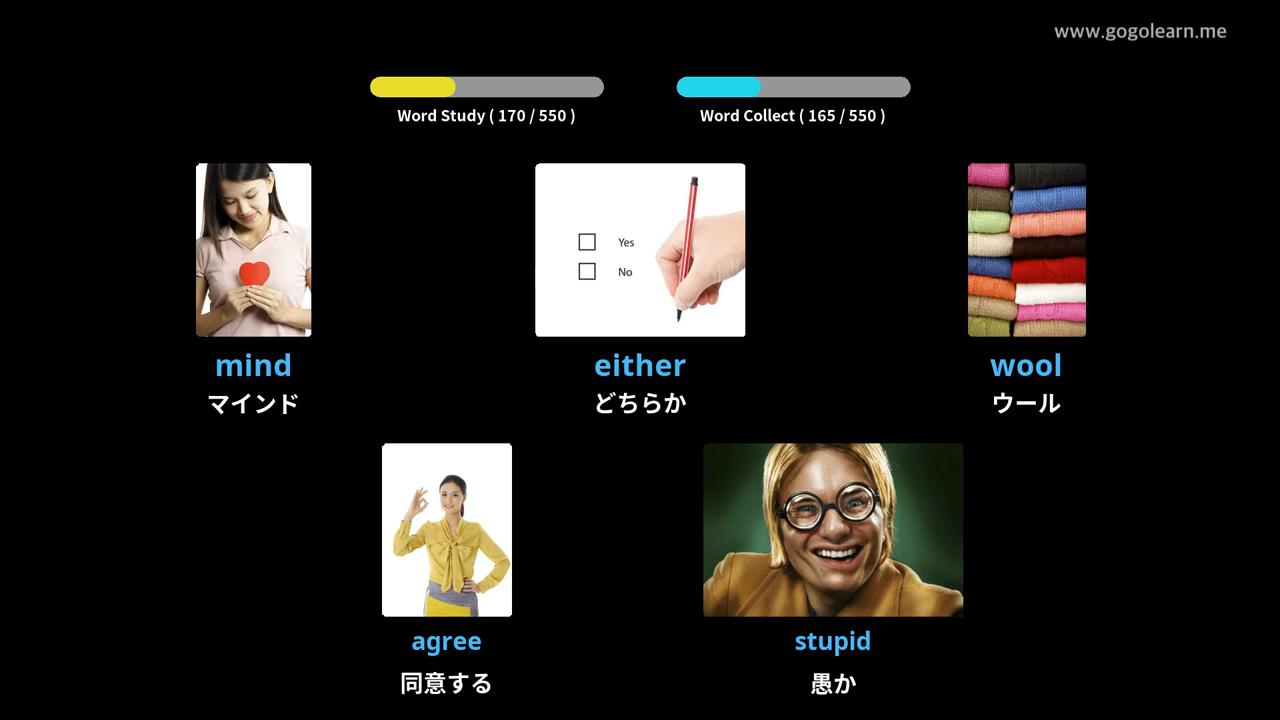 www.gogolearn.me
Word Study ( 170 / 550 )
Word Collect ( 165 / 550 )
Yes
No
mind
either
wool
マインド
どちらか
ウール
agree
stupid
同意する
愚か